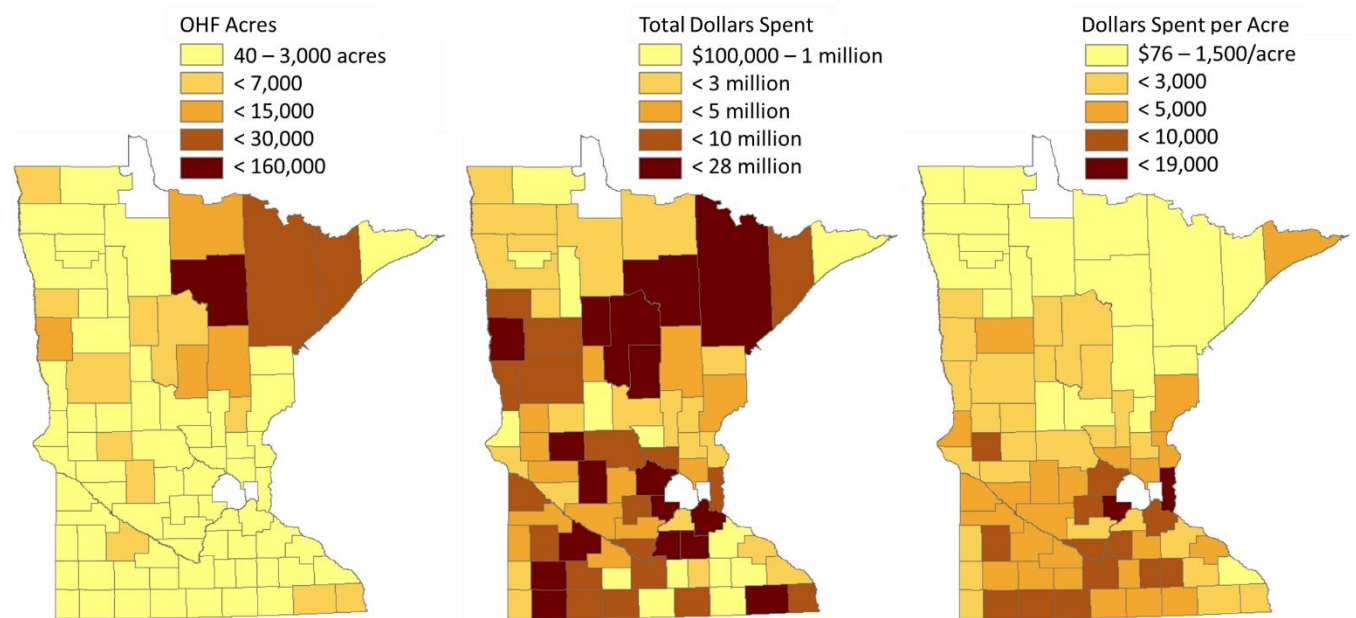 OHF Acres
40 – 3,000 acres
< 7,000
< 15,000
< 30,000
< 160,000
Total Dollars Spent
$100,000 – 1 million
< 3 million
< 5 million
< 10 million
< 28 million
Dollars Spent per Acre
$76 – 1,500/acre
< 3,000
< 5,000
< 10,000
< 19,000